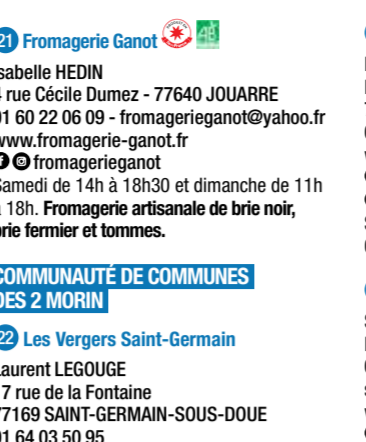 21 Fromagerie Ganot
Isabelle HEDIN
4 rue Cécile Dumez - 77640 JOUARRE
01 60 22 06 09 - fromagerieganot@yahoo.fr
www.fromagerie-ganot.fr
fromagerieganot
Samedi de 14h à 18h30 et dimanche de 11h
à 18h. Fromagerie artisanale de brie noir,
brie fermier et tommes.
COMMUNAUTÉ DE COMMUNES
DES 2 MORIN
22 Les Vergers Saint-Germain
Laurent LEGOUGE
7 rue de la Fontaine
77169 SAINT-GERMAIN-SOUS-DOUE
01 64 03 50 95